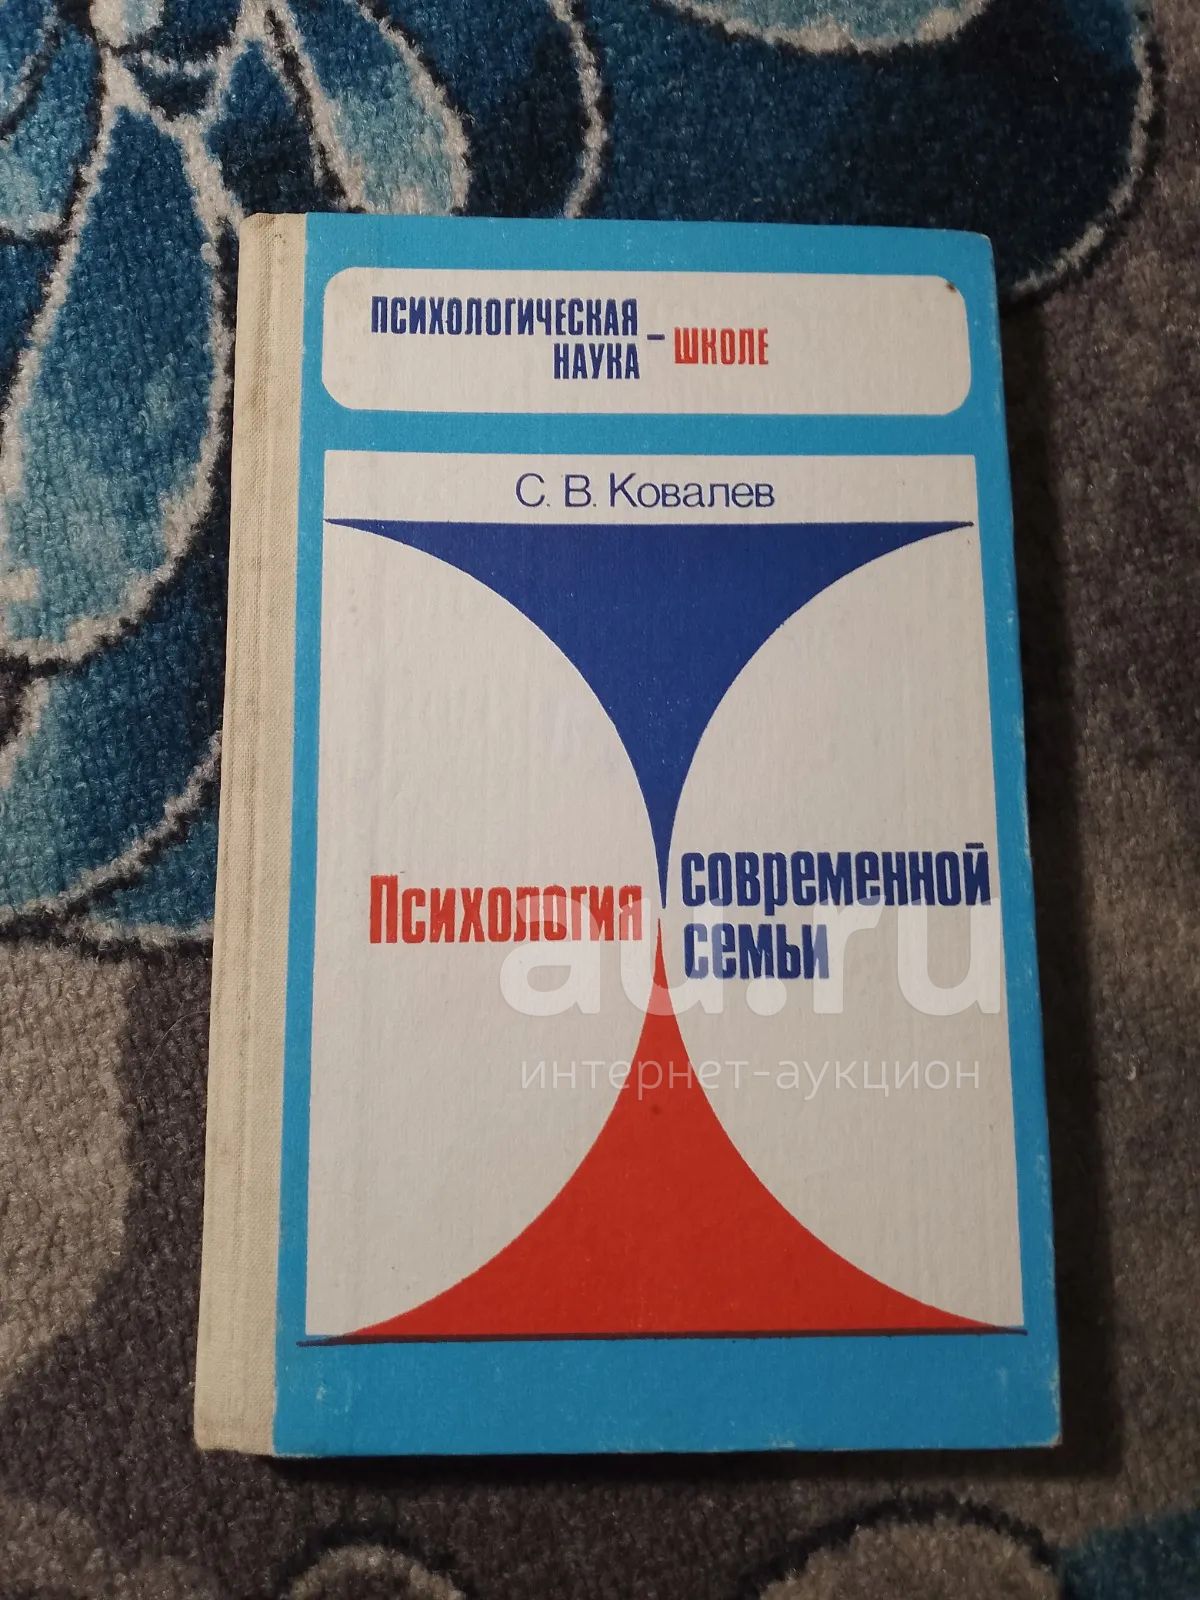 ПСИХОЛОГИЧЕСКАЯ
НАУКА – ШКОЛЕ
С. В. Ковалев
Психология
современной
семьи
au.ru
интернет-аукцион